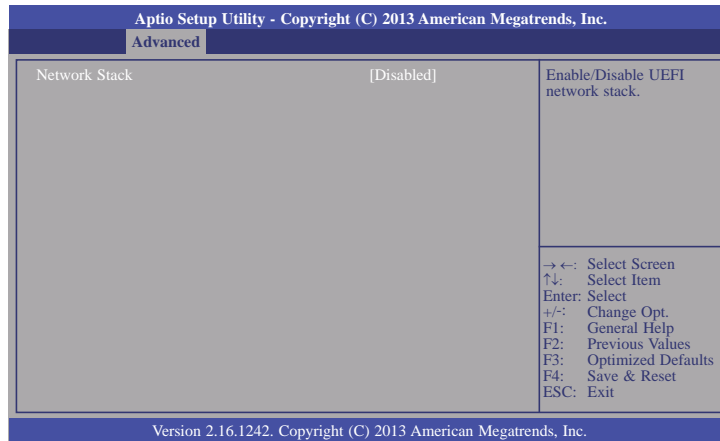 Aptio Setup Utility - Copyright (C) 2013 American Megatrends, Inc.
Advanced
Network Stack [Disabled]
Enable/Disable UEFI
network stack.
→ ←: Select Screen
↑↓: Select Item
Enter: Select
+/-: Change Opt.
F1: General Help
F2: Previous Values
F3: Optimized Defaults
F4: Save & Reset
ESC: Exit
Version 2.16.1242. Copyright (C) 2013 American Megatrends, Inc.